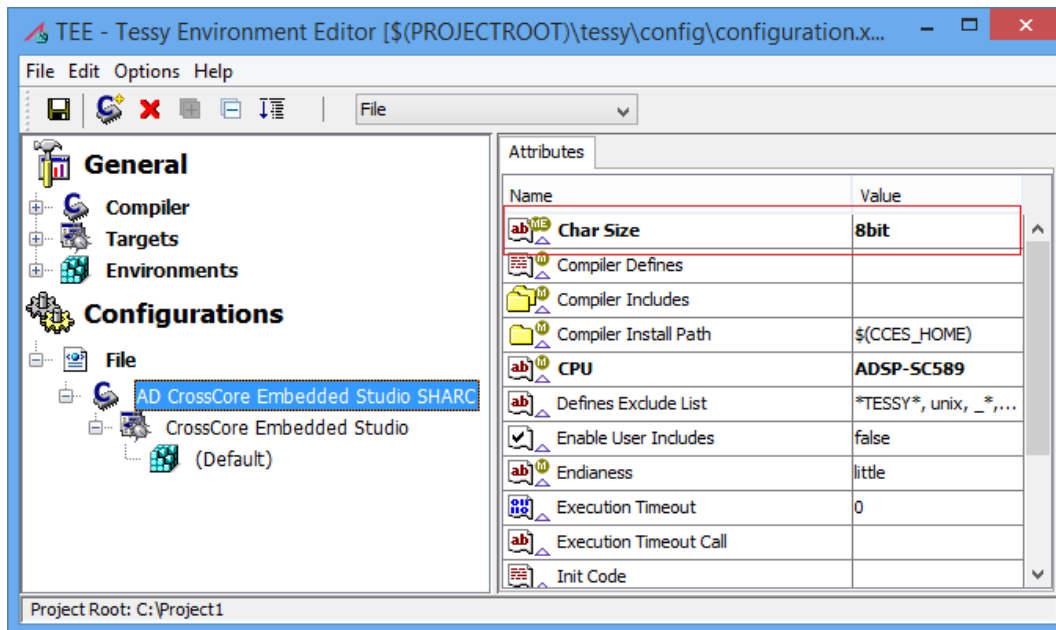 TEE - Tessy Environment Editor [$(PROJECTROOT)\tessy\config\configuration.x...
File Edit Options Help
File
General
Compiler
Targets
Environments
Configurations
File
AD CrossCore Embedded Studio SHARC
CrossCore Embedded Studio
(Default)
Attributes
Name Value
Char Size 8bit
Compiler Defines
Compiler Includes
Compiler Install Path $(CCES_HOME)
CPU ADSP-SC589
Defines Exclude List *TESSY*, unix, _*,...
Enable User Includes false
Endianess little
Execution Timeout 0
Execution Timeout Call
Init Code
Project Root: C:\Project1